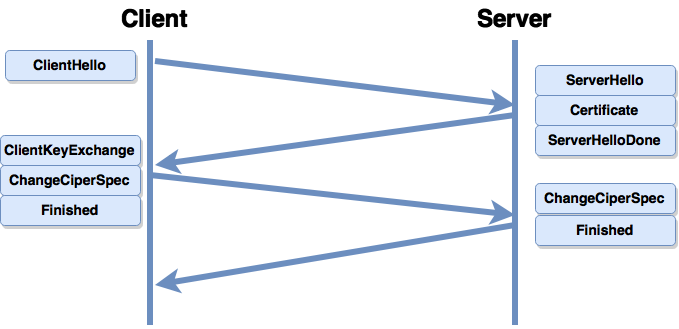 Client
Server
ClientHello
ServerHello
Certificate
ServerHelloDone
ClientKeyExchange
ChangeCiperSpec
Finished
ChangeCiperSpec
Finished